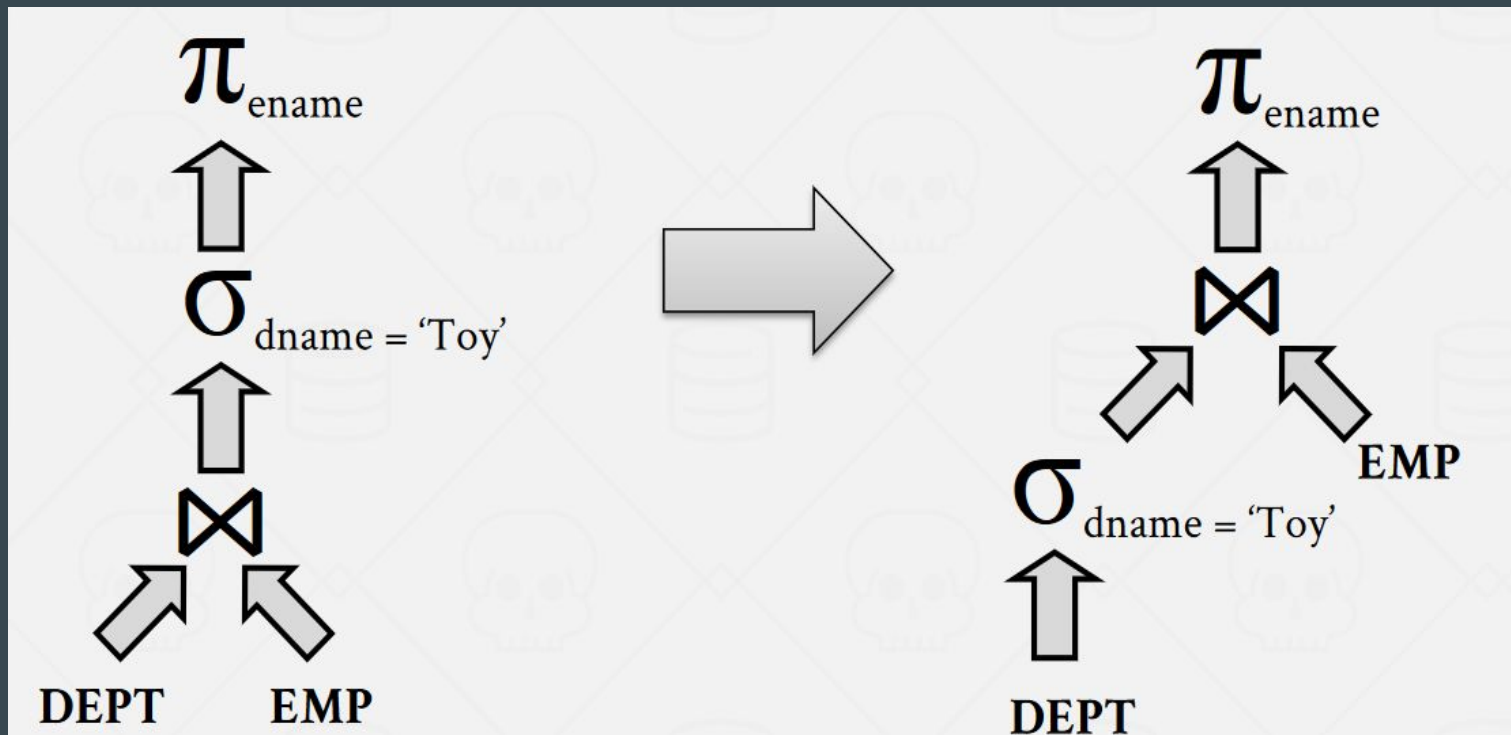 π ename
σ dname = ‘Toy’
⋈
DEPT EMP
π ename
⋈
EMP
σ dname = ‘Toy’
DEPT